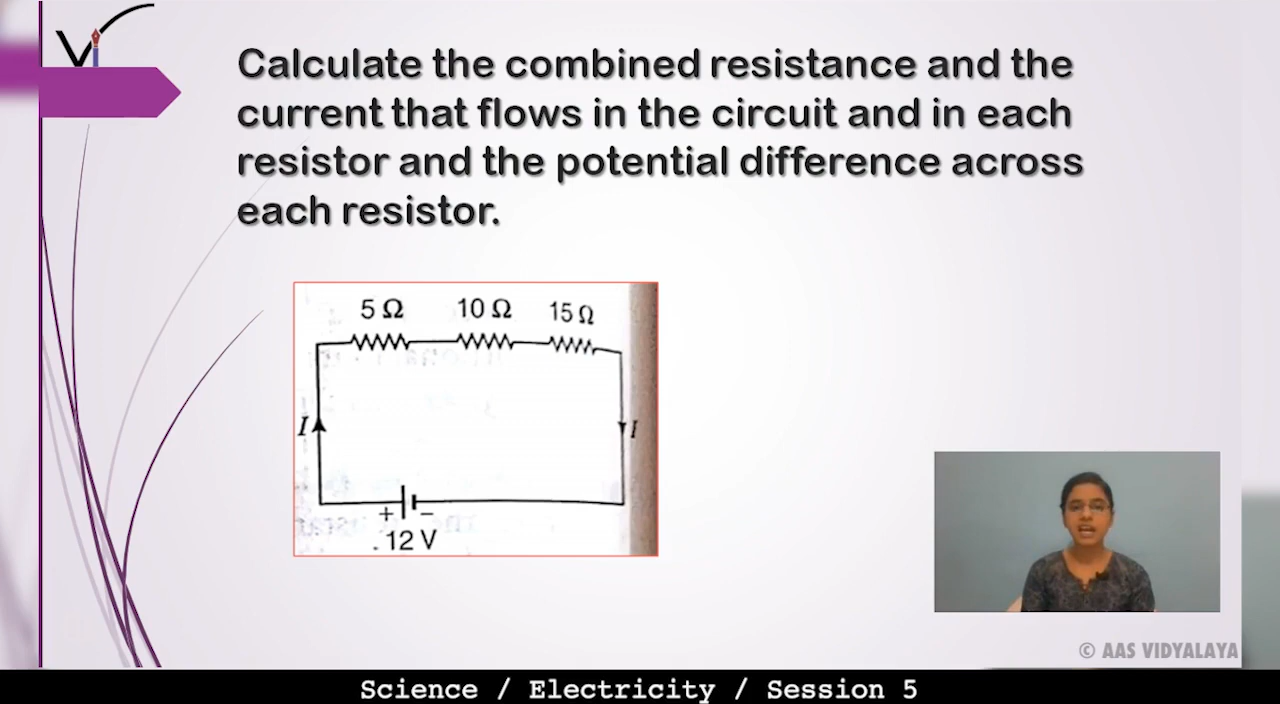 Calculate the combined resistance and the
current that flows in the circuit and in each
resistor and the potential difference across
each resistor.
5 Ω 10 Ω 15 Ω
I I
+ −
. 12 V
© AAS VIDYALAYA
Science / Electricity / Session 5